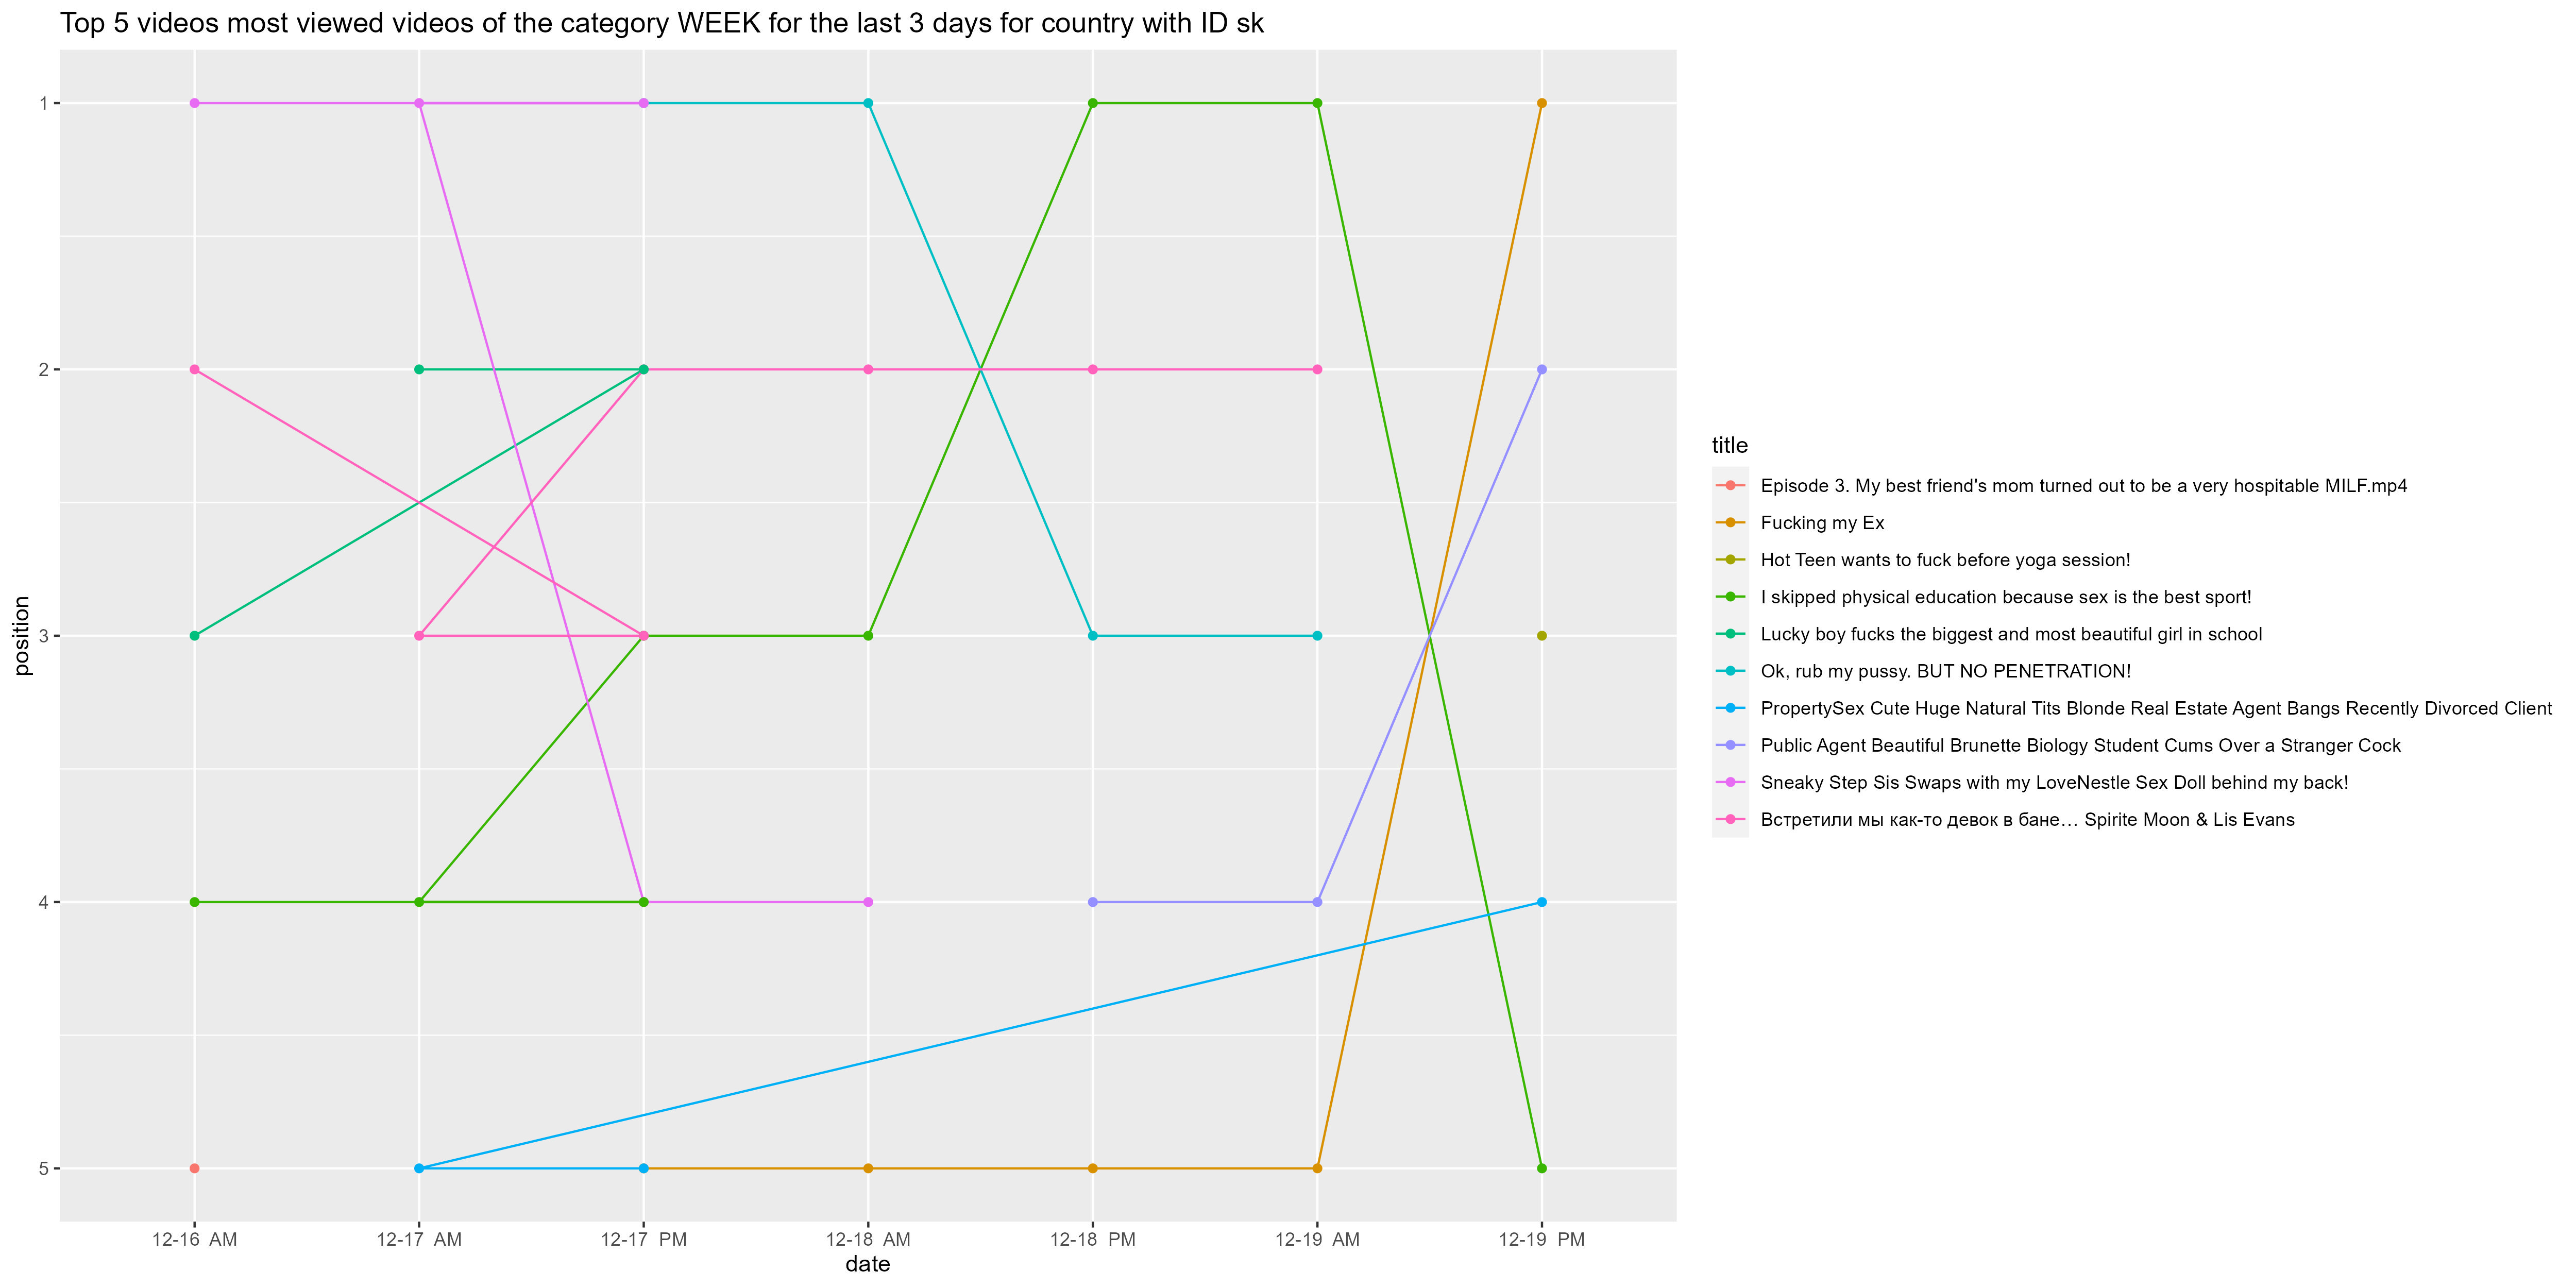 Top 5 videos most viewed videos of the category WEEK for the last 3 days for country with ID sk
position
1
2
3
4
5
12-16 AM
12-17 AM
12-17 PM
12-18 AM
12-18 PM
12-19 AM
12-19 PM
date
title
Episode 3. My best friend's mom turned out to be a very hospitable MILF.mp4
Fucking my Ex
Hot Teen wants to fuck before yoga session!
I skipped physical education because sex is the best sport!
Lucky boy fucks the biggest and most beautiful girl in school
Ok, rub my pussy. BUT NO PENETRATION!
PropertySex Cute Huge Natural Tits Blonde Real Estate Agent Bangs Recently Divorced Client
Public Agent Beautiful Brunette Biology Student Cums Over a Stranger Cock
Sneaky Step Sis Swaps with my LoveNestle Sex Doll behind my back!
Встретили мы как-то девок в бане… Spirite Moon & Lis Evans